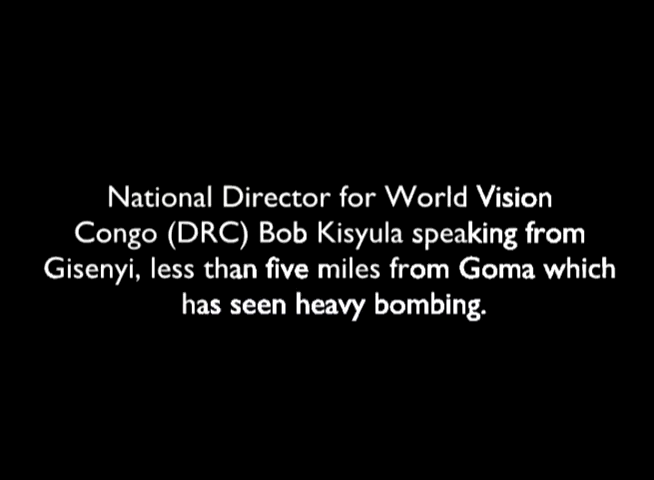 National Director for World Vision
Congo (DRC) Bob Kisyula speaking from
Gisenyi, less than five miles from Goma which
has seen heavy bombing.